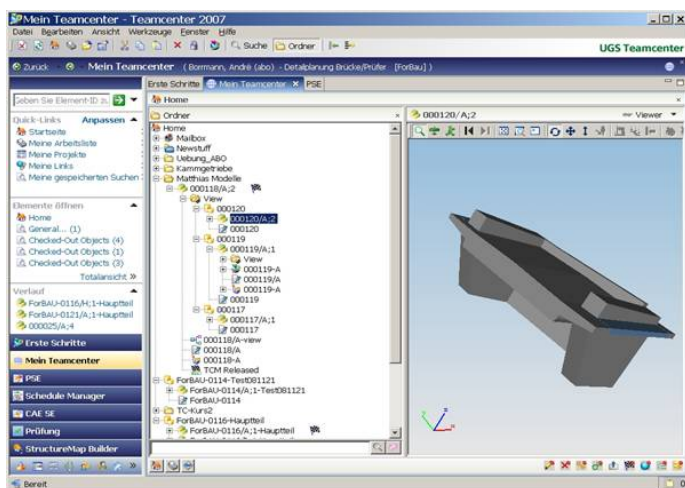 Mein Teamcenter - Teamcenter 2007
Datei Bearbeiten Ansicht Werkzeuge Fenster Hilfe
Suche Ordner
UGS Teamcenter
Zurück Mein Teamcenter ( Borrmann, André (abo) - Detailplanung Brücke/Prüfer [ForBau] )
Erste Schritte Mein Teamcenter PSE
Geben Sie Element-ID zu
Quick-Links Anpassen
Startseite
Meine Arbeitsliste
Meine Projekte
Meine Links
Meine gespeicherten Suchen
Elemente öffnen
Home
General... (1)
Checked-Out Objects (4)
Checked-Out Objects (1)
Checked-Out Objects (3)
Totalansicht »
Verlauf
ForBAU-0116/H;1-Hauptteil
ForBAU-0121/A;1-Hauptteil
000025/A;4
Erste Schritte
Mein Teamcenter
PSE
Schedule Manager
CAE SE
Prüfung
StructureMap Builder
Home
Ordner
Home
Mailbox
Newstuff
Uebung_ABO
Kammgetriebe
Matthias Modelle
000118/A;2
View
000120
000120/A;2
000120
000119
000119/A;1
View
000119-A
000119/A
000119-A
000119
000117
000117/A;1
000117
000118/A-view
000118/A
000118-A
TCM Released
ForBAU-0114-Test081121
ForBAU-0114/A;1-Test081121
ForBAU-0114
TC-Kurs2
ForBAU-0116-Hauptteil
ForBAU-0116/A;1-Hauptteil
000120/A;2
Viewer
Bereit